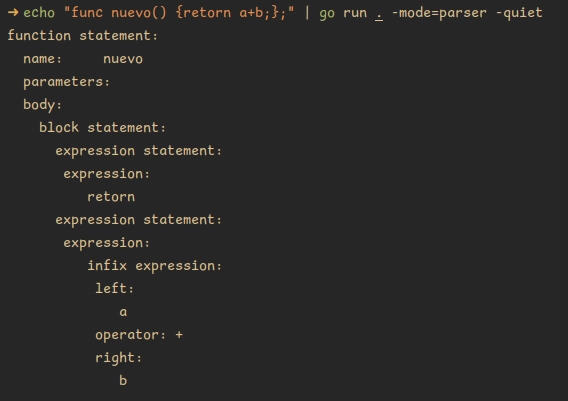 → echo "func nuevo() {retorn a+b;};" | go run . -mode=parser -quiet
function statement:
name: nuevo
parameters:
body:
block statement:
expression statement:
expression:
retorn
expression statement:
expression:
infix expression:
left:
a
operator: +
right:
b